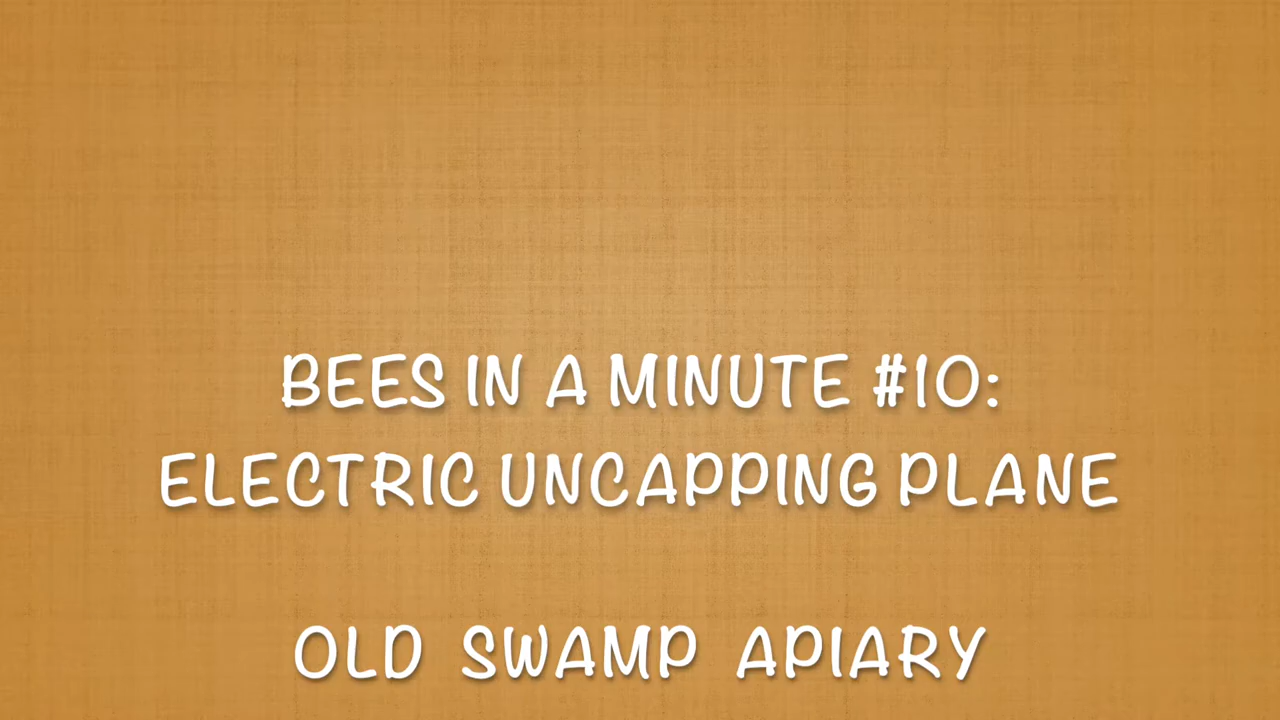 BEES IN A MINUTE #10:
ELECTRIC UNCAPPING PLANE
OLD SWAMP APIARY